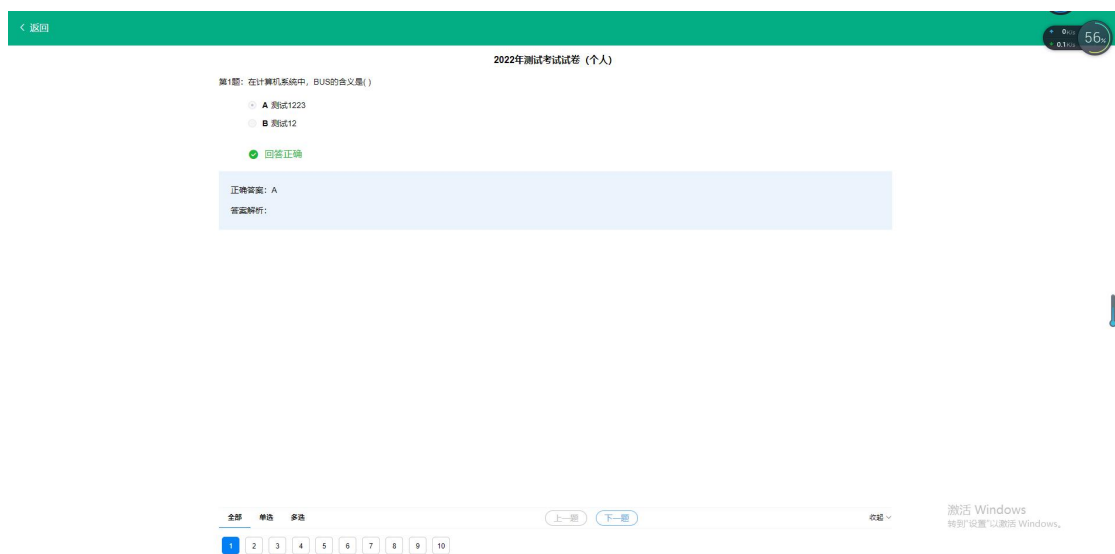 返回
0K/s
0.1K/s
56%
2022年测试考试试卷（个人）
第1题：在计算机系统中，BUS的含义是( )
A 测试1223
B 测试12
回答正确
正确答案：A
答案解析：
全部 单选 多选 上一题 下一题 收起
激活 Windows
转到“设置”以激活 Windows。
1 2 3 4 5 6 7 8 9 10